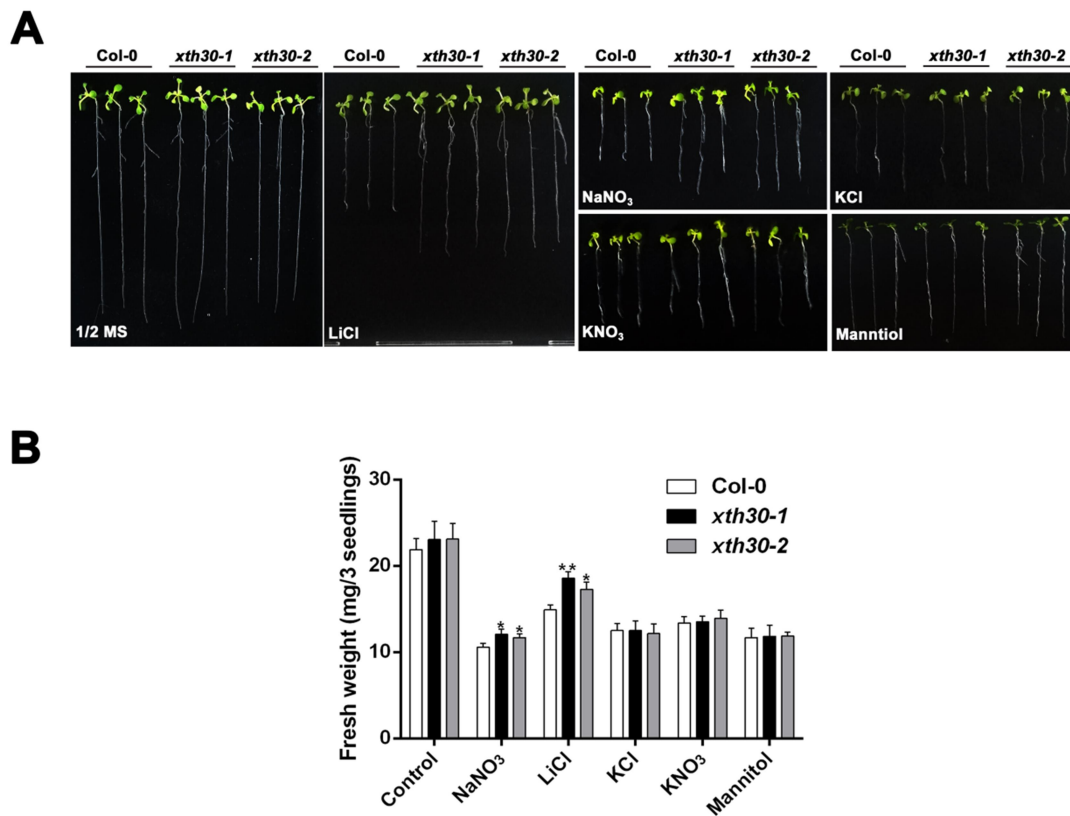 A
Col-0 xth30-1 xth30-2 Col-0 xth30-1 xth30-2 Col-0 xth30-1 xth30-2 Col-0 xth30-1 xth30-2
1/2 MS
LiCl
NaNO₃
KCl
KNO₃
Manntiol
B
Fresh weight (mg/3 seedlings)
30
20
10
0
Col-0
xth30-1
xth30-2
* *
** *
Control NaNO₃ LiCl KCl KNO₃ Mannitol